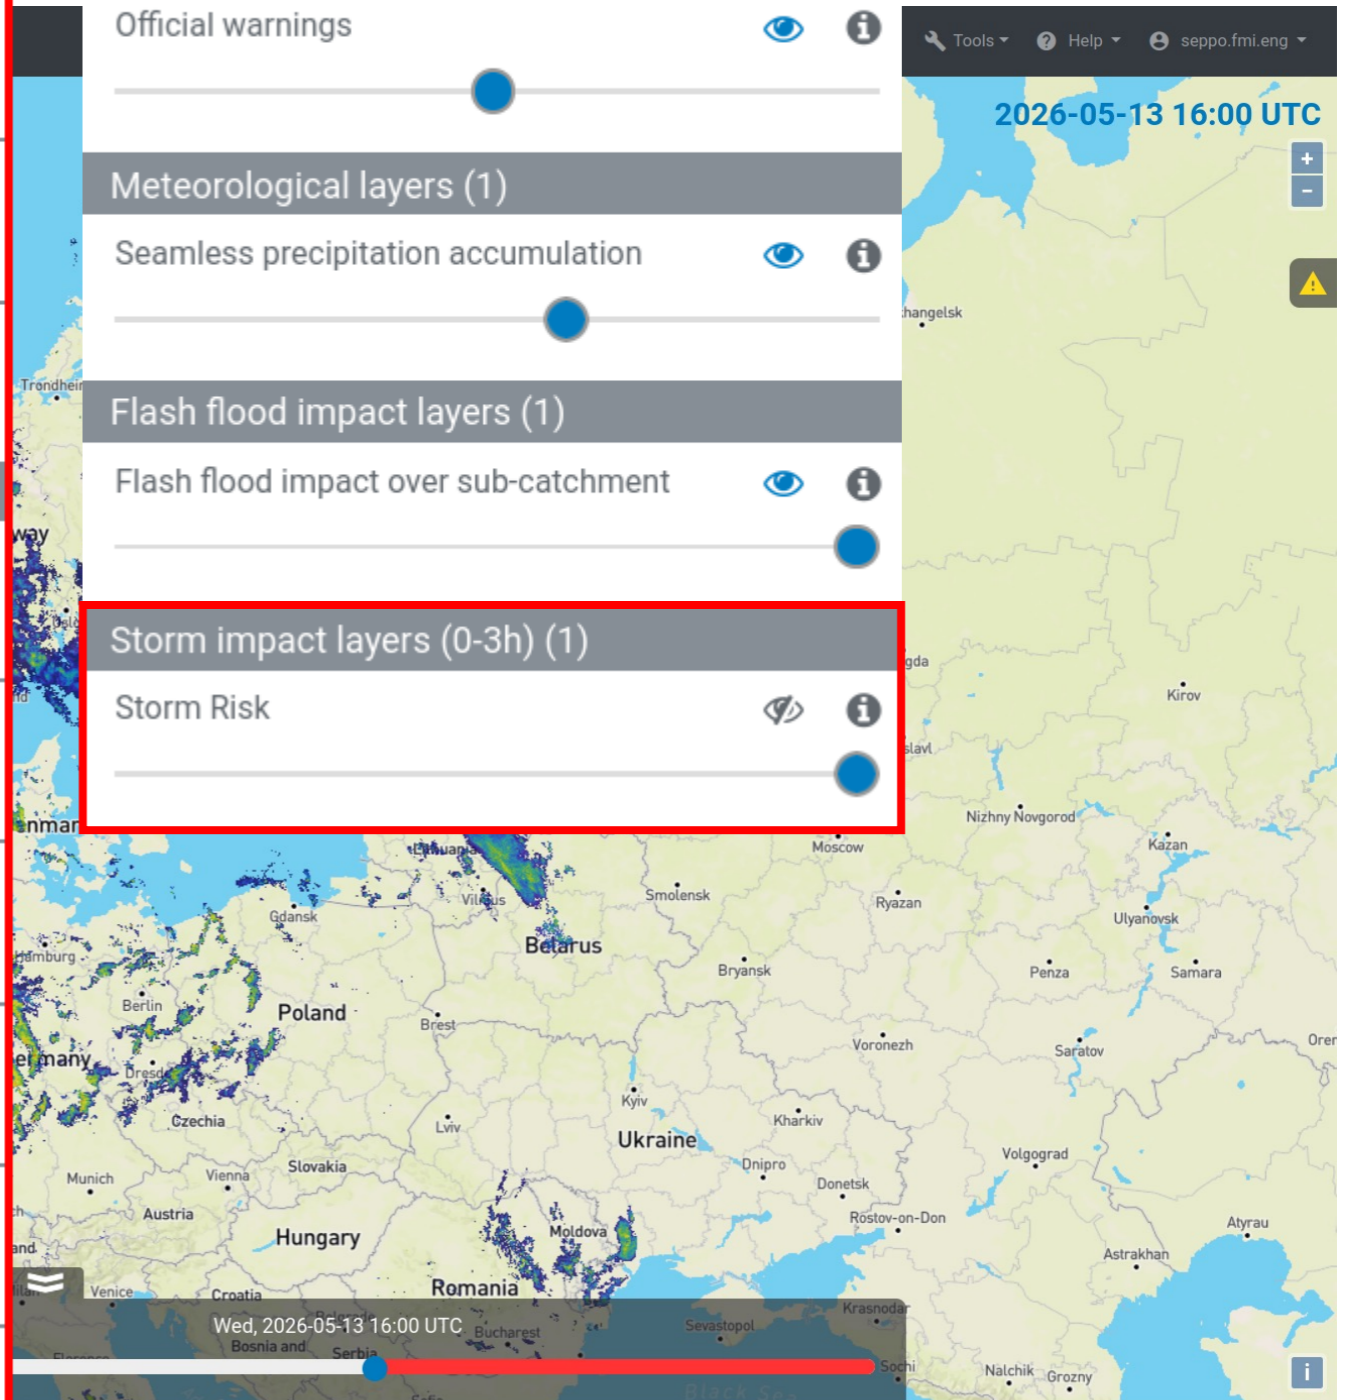 Official warnings
Tools
Help
seppo.fmi.eng
2026-05-13 16:00 UTC
+
−
Meteorological layers (1)
Seamless precipitation accumulation
Flash flood impact layers (1)
Flash flood impact over sub-catchment
Storm impact layers (0-3h) (1)
Storm Risk
Kirov
Nizhny Novgorod
Kazan
Moscow
Vilnius
Smolensk
Ryazan
Ulyanovsk
Gdansk
Belarus
Bryansk
Penza
Samara
Berlin
Poland
Brest
Voronezh
Saratov
Kyiv
Kharkiv
Czechia
Lviv
Ukraine
Volgograd
Munich
Vienna
Slovakia
Dnipro
Donetsk
Austria
Hungary
Moldova
Rostov-on-Don
Atyrau
Astrakhan
Venice
Croatia
Romania
Krasnodar
Wed, 2026-05-13 16:00 UTC
Bucharest
Sevastopol
Bosnia and
Serbia
Sochi
Nalchik
Grozny
Black Sea